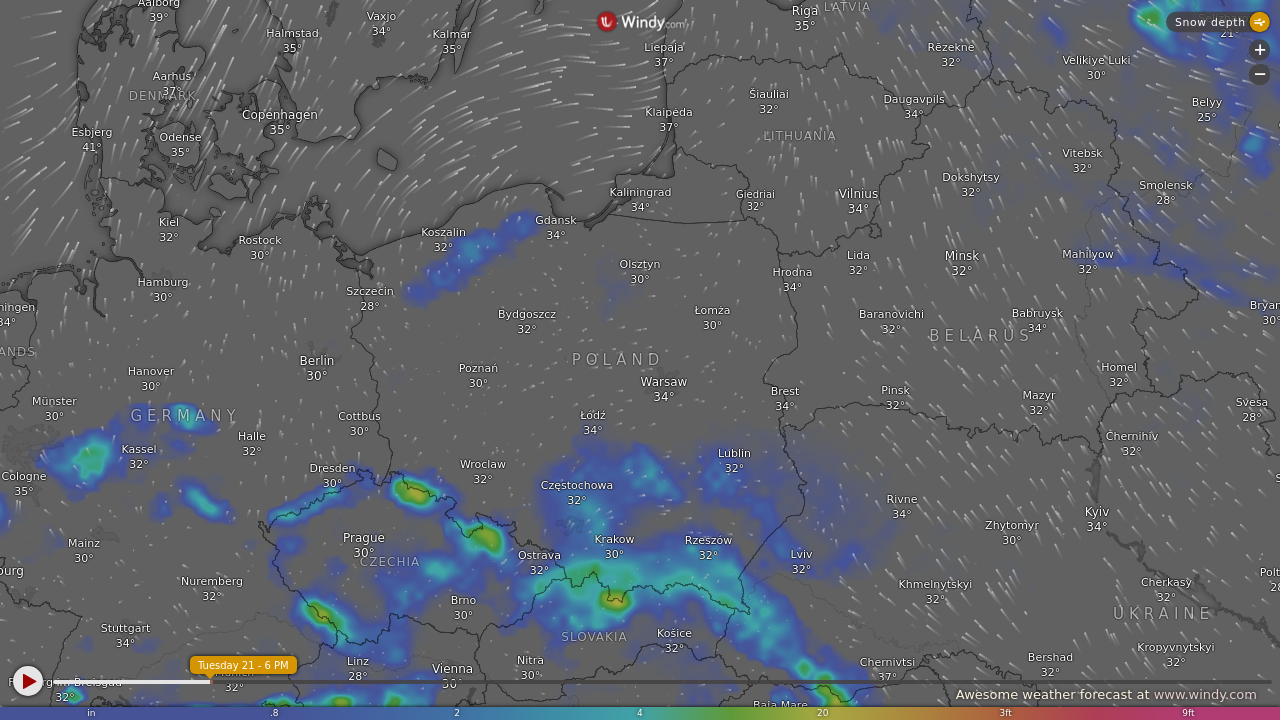 Aalborg
39°
Vaxjo
34°
Halmstad
35°
Kalmar
35°
Windy.com
Liepaja
37°
Riga
35°
LATVIA
Rēzekne
32°
Velikiye Luki
30°
Snow depth
21°
+
−
Aarhus
37°
DENMARK
Copenhagen
35°
Esbjerg
41°
Odense
35°
Klaipėda
37°
Šiauliai
32°
LITHUANIA
Daugavpils
34°
Belyy
25°
Vitebsk
32°
Kiel
32°
Rostock
30°
Koszalin
32°
Gdansk
34°
Kaliningrad
34°
Giedriai
32°
Vilnius
34°
Dokshytsy
32°
Smolensk
28°
Hamburg
30°
Szczecin
28°
Olsztyn
30°
Hrodna
34°
Lida
32°
Minsk
32°
Mahilyow
32°
ningen
34°
Bydgoszcz
32°
Łomża
30°
Baranovichi
32°
Babruysk
34°
Bryan
30°
BELARUS
ANDS
Hanover
30°
Berlin
30°
Poznań
30°
POLAND
Warsaw
34°
Brest
34°
Pinsk
32°
Mazyr
32°
Homel
32°
Münster
30°
GERMANY
Halle
32°
Cottbus
30°
Łódź
34°
Svesa
28°
Kassel
32°
Chernihiv
32°
Cologne
35°
Dresden
30°
Wroclaw
32°
Częstochowa
32°
Lublin
32°
Rivne
34°
Zhytomyr
30°
Kyiv
34°
Mainz
30°
Prague
30°
CZECHIA
Ostrava
32°
Krakow
30°
Rzeszow
32°
Lviv
32°
Nuremberg
32°
Brno
30°
Khmelnytskyi
32°
Cherkasy
32°
UKRAINE
Stuttgart
34°
SLOVAKIA
Košice
32°
Linz
28°
Vienna
30°
Nitra
30°
Chernivtsi
37°
Bershad
32°
Kropyvnytskyi
32°
Tuesday 21 - 6 PM
32°
32°
Baia Mare
Awesome weather forecast at www.windy.com
in .8 2 4 20 3ft 9ft